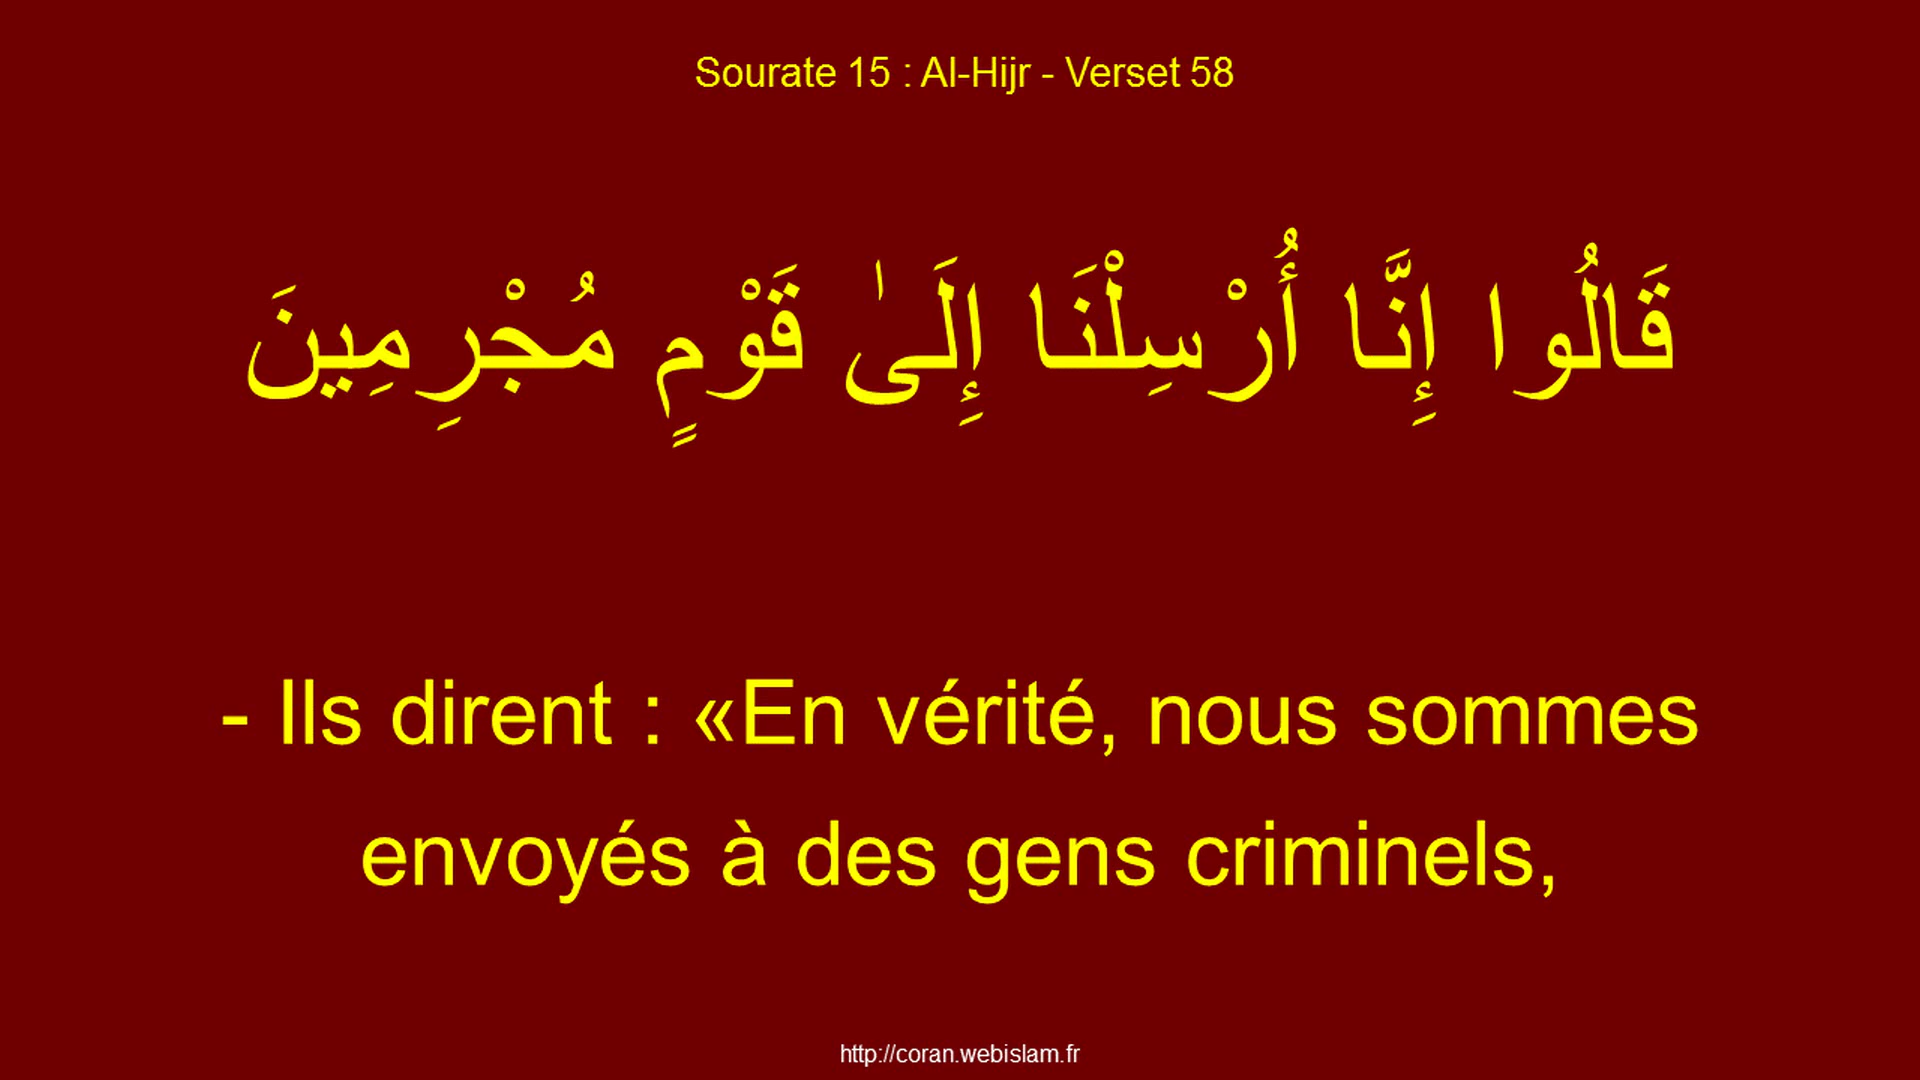 Sourate 15 : Al-Hijr - Verset 58
قَالُوا إِنَّا أُرْسِلْنَا إِلَىٰ قَوْمٍ مُجْرِمِينَ
- Ils dirent : «En vérité, nous sommes
envoyés à des gens criminels,
http://coran.webislam.fr